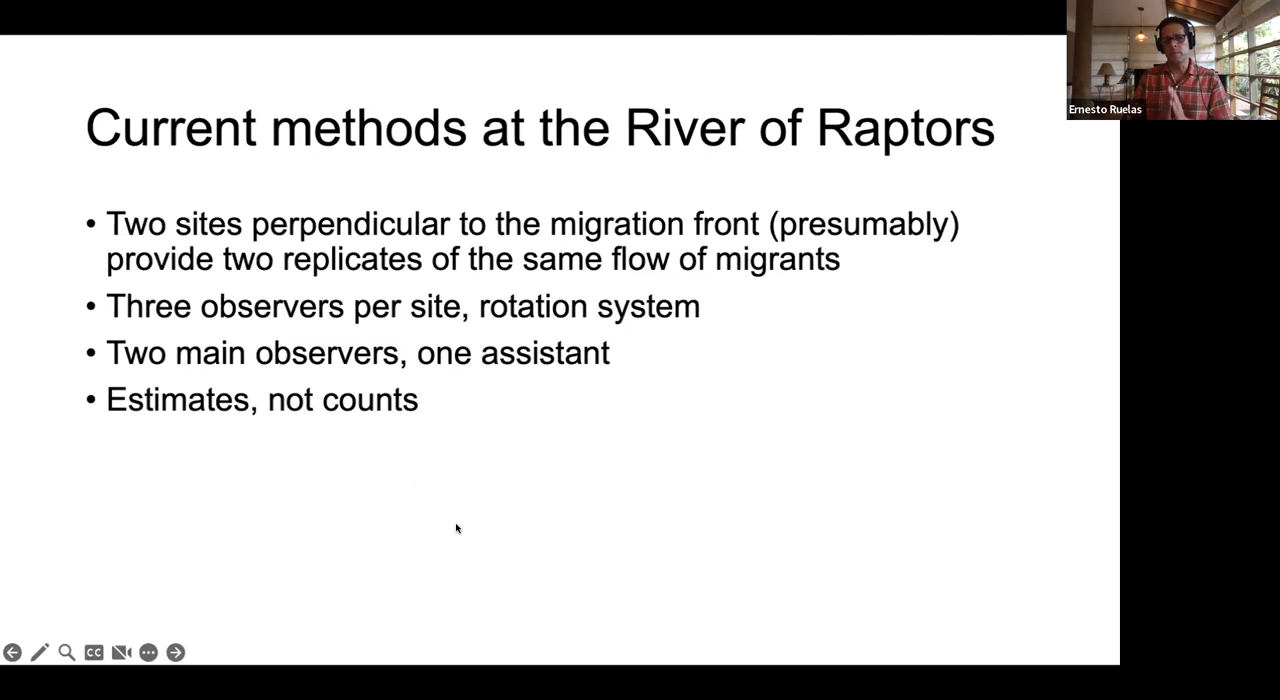 Current methods at the River of Raptors
• Two sites perpendicular to the migration front (presumably)
provide two replicates of the same flow of migrants
• Three observers per site, rotation system
• Two main observers, one assistant
• Estimates, not counts
Ernesto Ruelas
CC